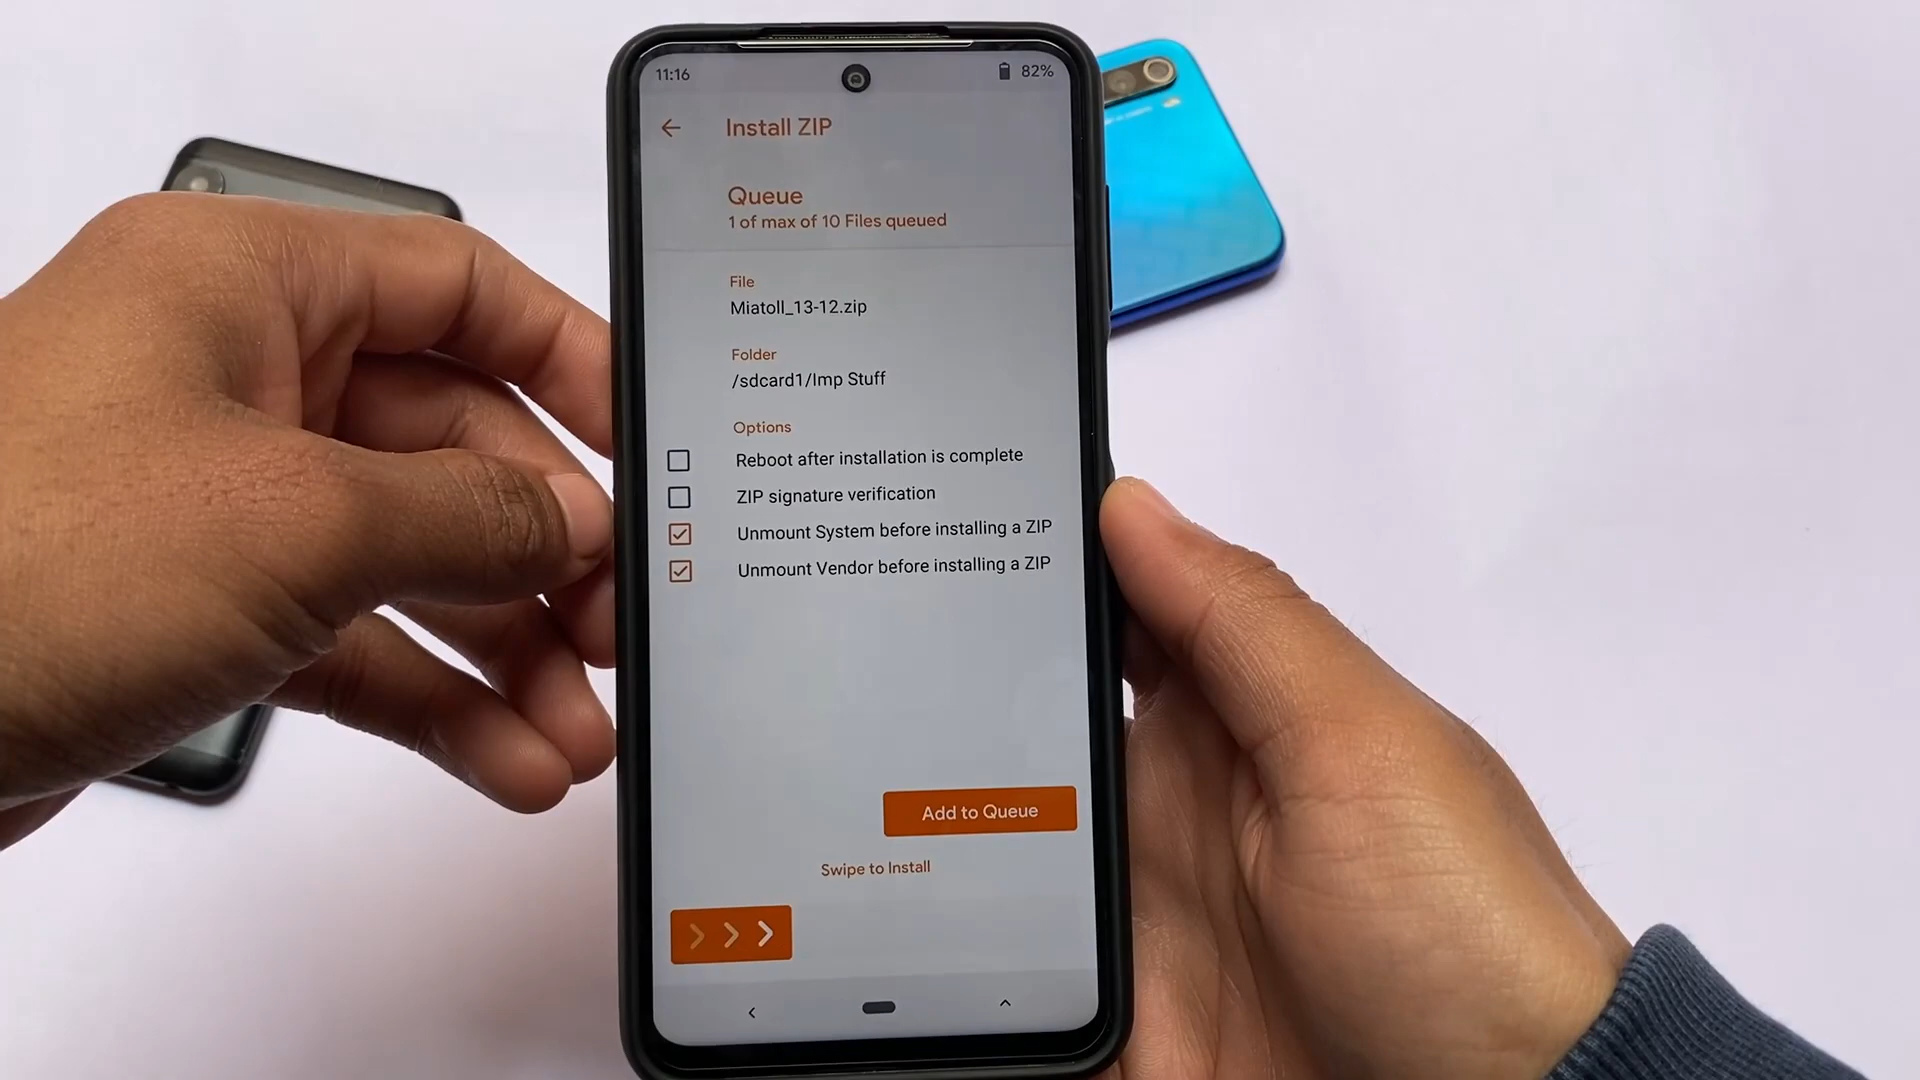 11:16
82%
Install ZIP
Queue
1 of max of 10 Files queued
File
Miatoll_13-12.zip
Folder
/sdcard1/Imp Stuff
Options
Reboot after installation is complete
ZIP signature verification
Unmount System before installing a ZIP
Unmount Vendor before installing a ZIP
Add to Queue
Swipe to Install